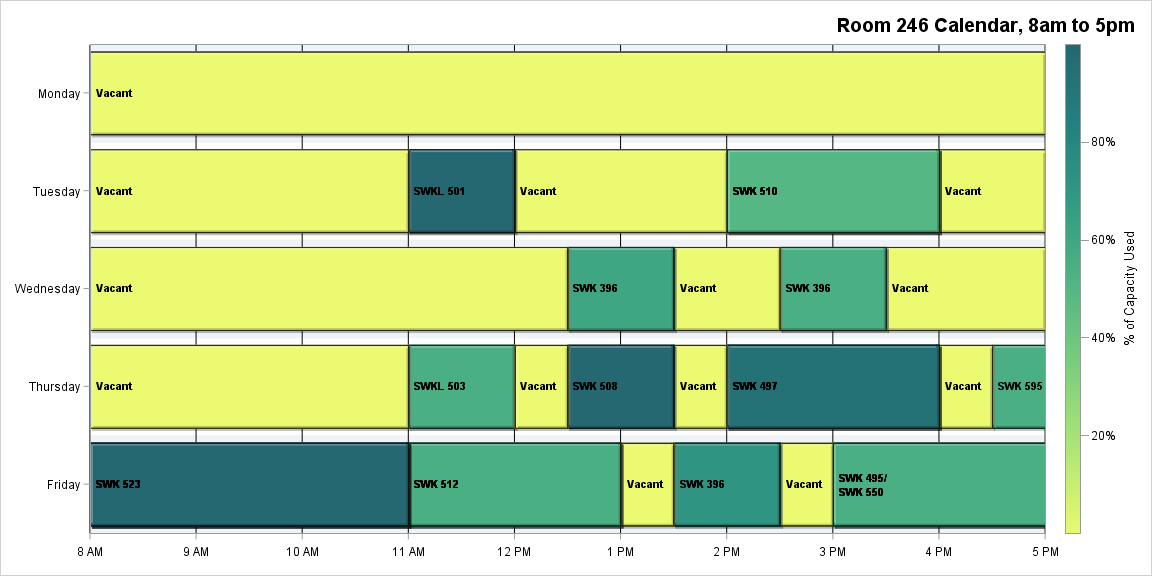 Room 246 Calendar, 8am to 5pm
Monday
Vacant
Tuesday
Vacant
SWKL 501
Vacant
SWK 510
Vacant
Wednesday
Vacant
SWK 396
Vacant
SWK 396
Vacant
Thursday
Vacant
SWKL 503
Vacant
SWK 508
Vacant
SWK 497
Vacant
SWK 595
Friday
SWK 523
SWK 512
Vacant
SWK 396
Vacant
SWK 495/
SWK 550
8 AM
9 AM
10 AM
11 AM
12 PM
1 PM
2 PM
3 PM
4 PM
5 PM
80%
60%
40%
20%
% of Capacity Used